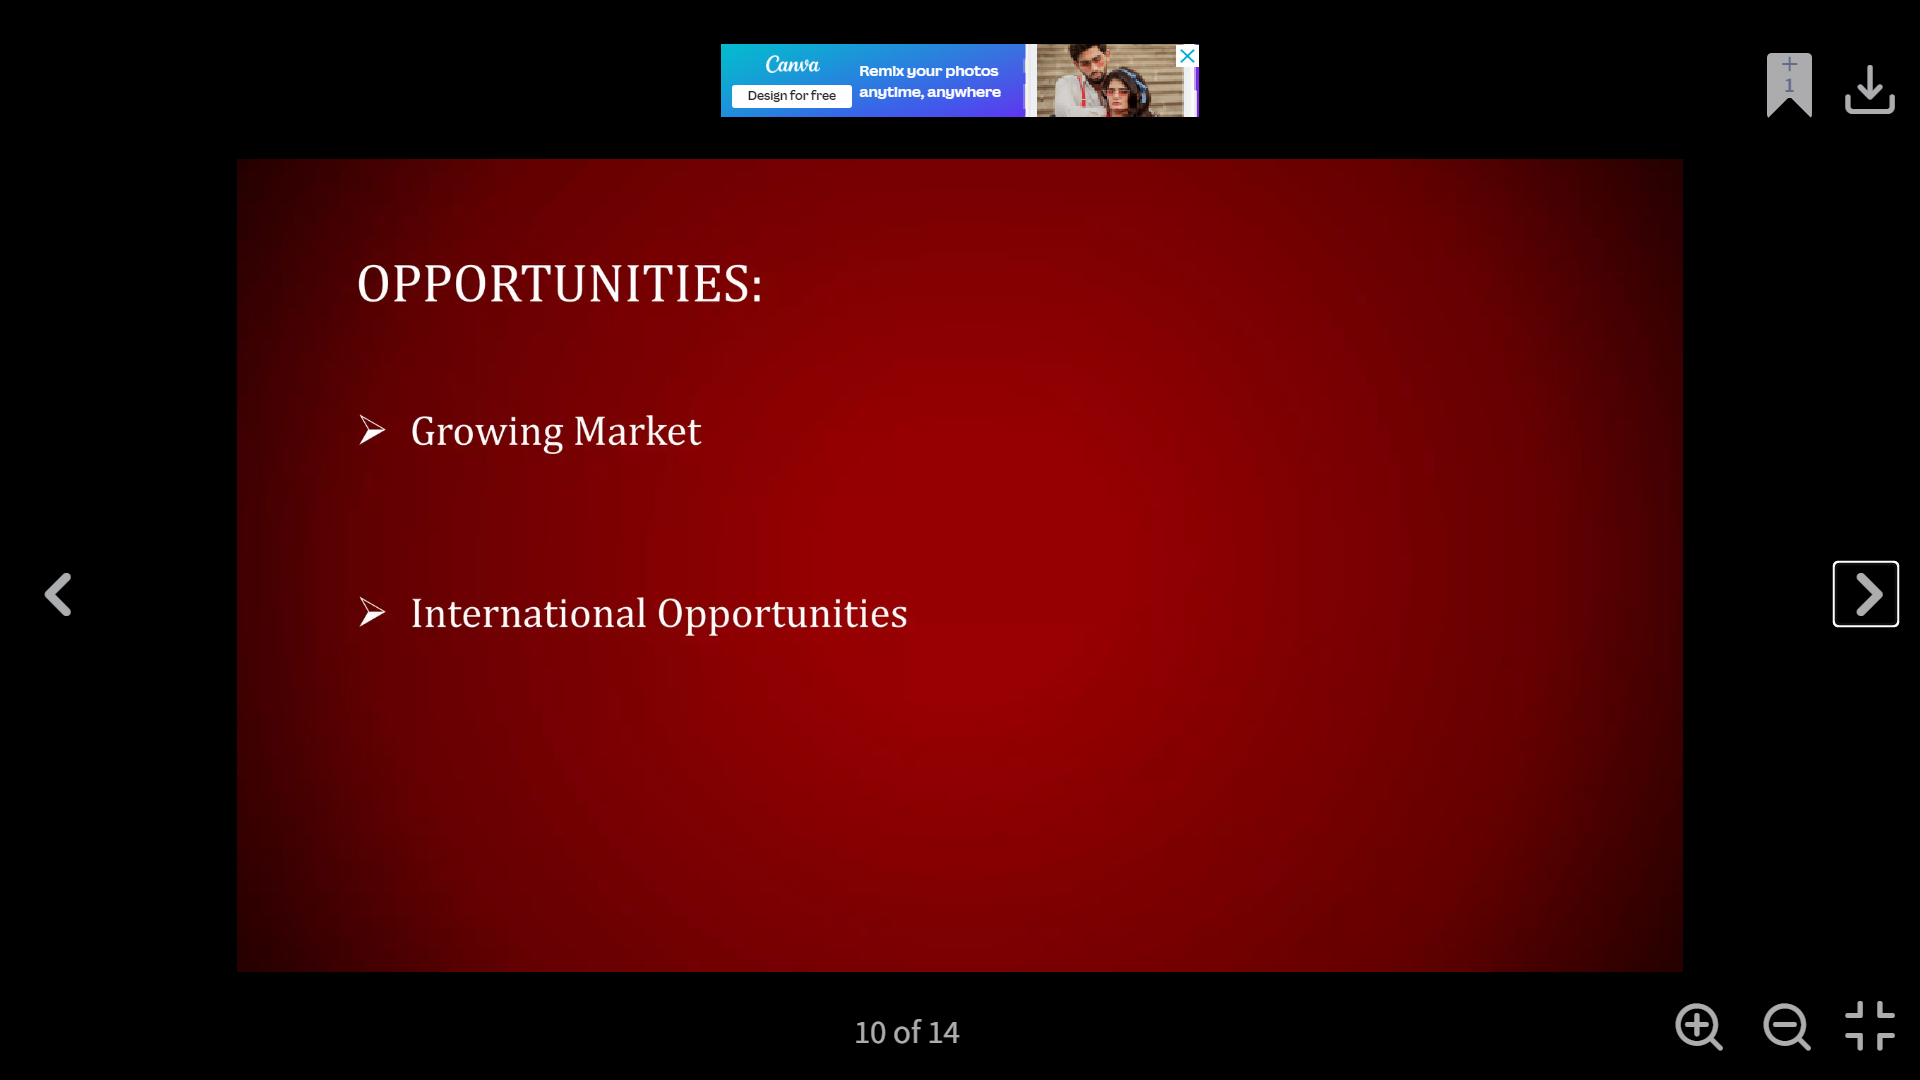 Canva
Design for free
Remix your photos
anytime, anywhere
+
1
OPPORTUNITIES:
Growing Market
International Opportunities
10 of 14